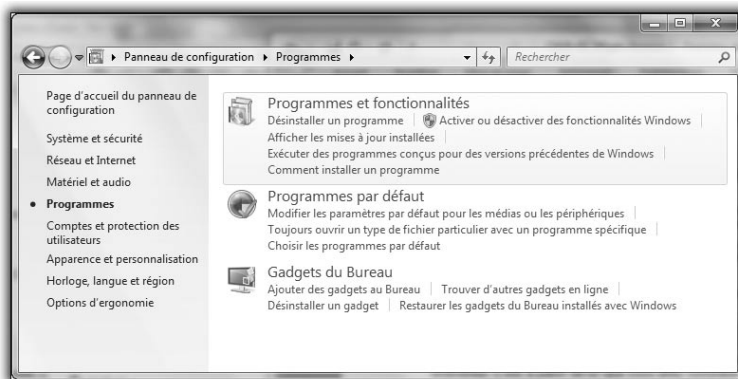 Panneau de configuration Programmes
Rechercher
Page d'accueil du panneau de
configuration
Système et sécurité
Réseau et Internet
Matériel et audio
Programmes
Comptes et protection des
utilisateurs
Apparence et personnalisation
Horloge, langue et région
Options d'ergonomie
Programmes et fonctionnalités
Désinstaller un programme Activer ou désactiver des fonctionnalités Windows
Afficher les mises à jour installées
Exécuter des programmes conçus pour des versions précédentes de Windows
Comment installer un programme
Programmes par défaut
Modifier les paramètres par défaut pour les médias ou les périphériques
Toujours ouvrir un type de fichier particulier avec un programme spécifique
Choisir les programmes par défaut
Gadgets du Bureau
Ajouter des gadgets au Bureau Trouver d'autres gadgets en ligne
Désinstaller un gadget Restaurer les gadgets du Bureau installés avec Windows